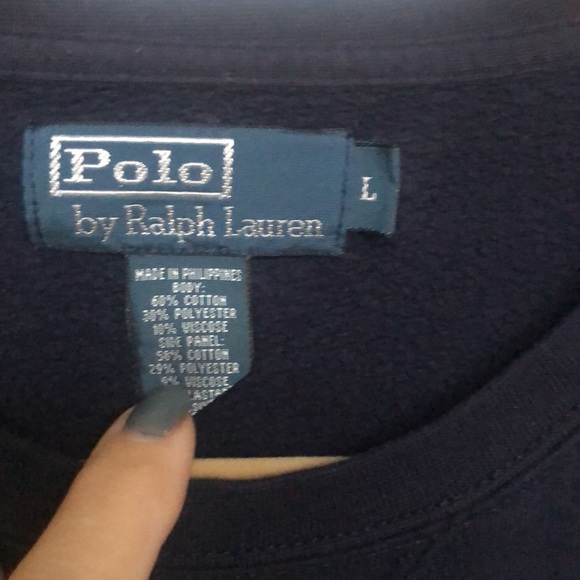 Polo
by Ralph Lauren
L
MADE IN PHILIPPINES
BODY:
60% COTTON
30% POLYESTER
10% VISCOSE
SIDE PANEL:
58% COTTON
29% POLYESTER
9% VISCOSE